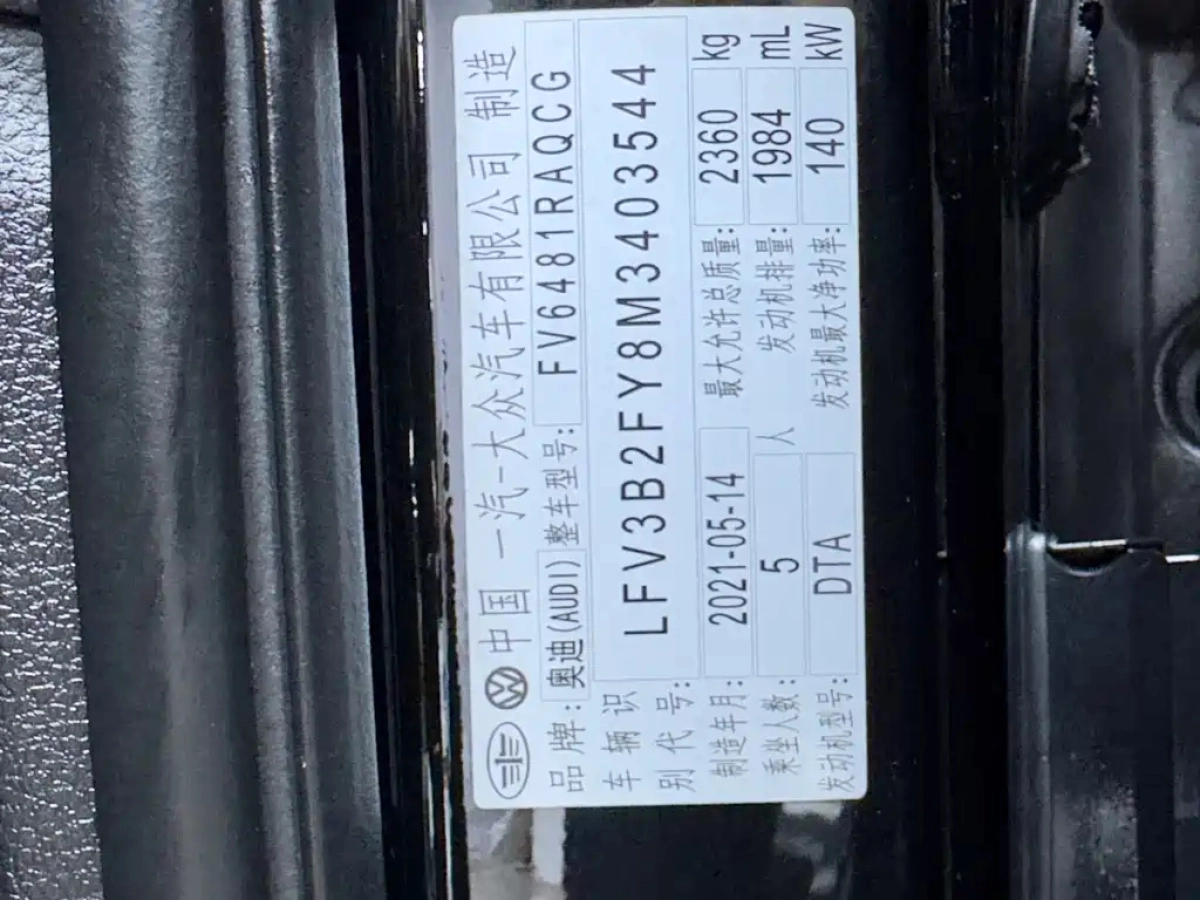 中国 一汽-大众汽车有限公司 制造
品牌: 奥迪(AUDI) 整车型号: FV6481RAQCG
车辆识别代号: LFV3B2FY8M3403544
制造年月: 2021-05-14 最大允许总质量: 2360 kg
乘坐人数: 5 人 发动机排量: 1984 mL
发动机型号: DTA 发动机最大净功率: 140 kW